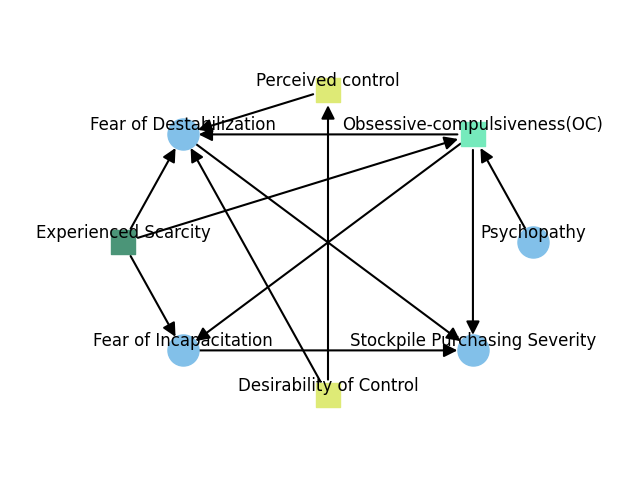 Perceived control
Fear of Destabilization
Obsessive-compulsiveness(OC)
Experienced Scarcity
Psychopathy
Fear of Incapacitation
Stockpile Purchasing Severity
Desirability of Control